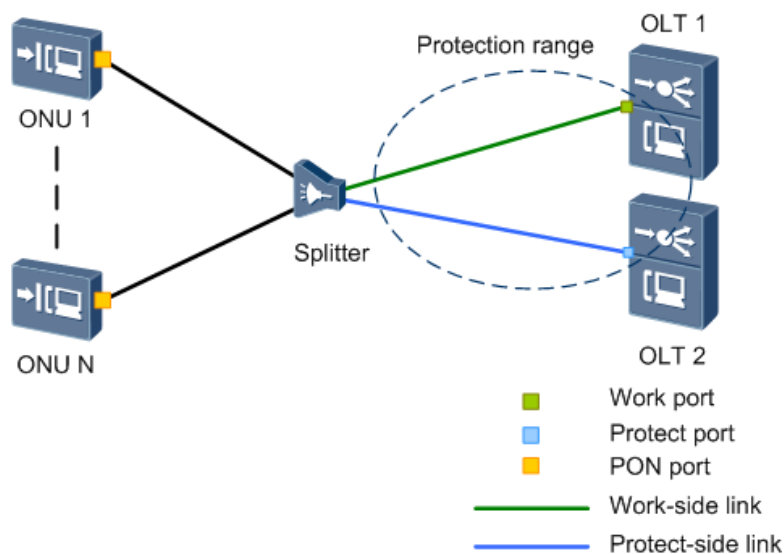 OLT 1
Protection range
ONU 1
Splitter
ONU N
OLT 2
Work port
Protect port
PON port
Work-side link
Protect-side link